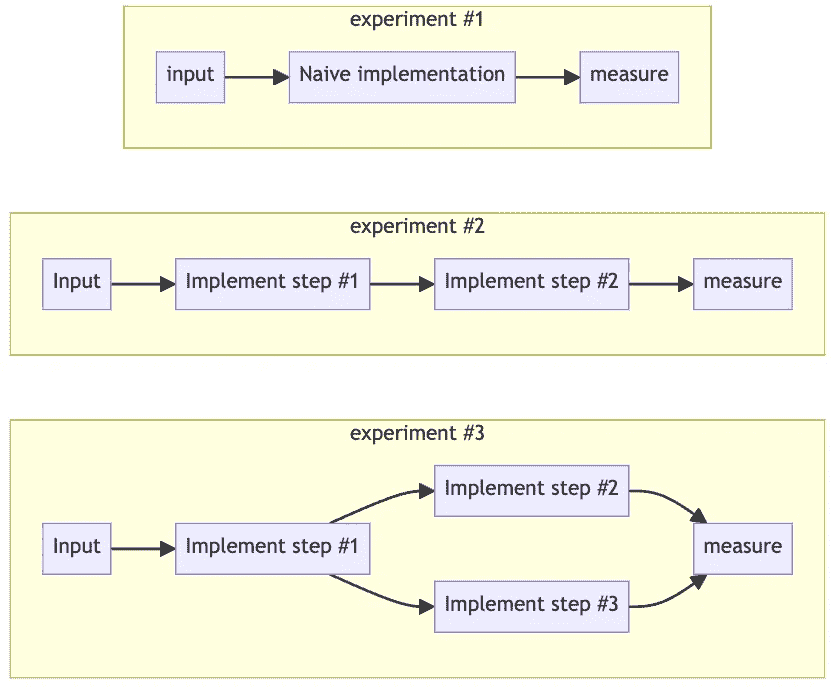 experiment #1
input
Naive implementation
measure
experiment #2
Input
Implement step #1
Implement step #2
measure
experiment #3
Input
Implement step #1
Implement step #2
Implement step #3
measure